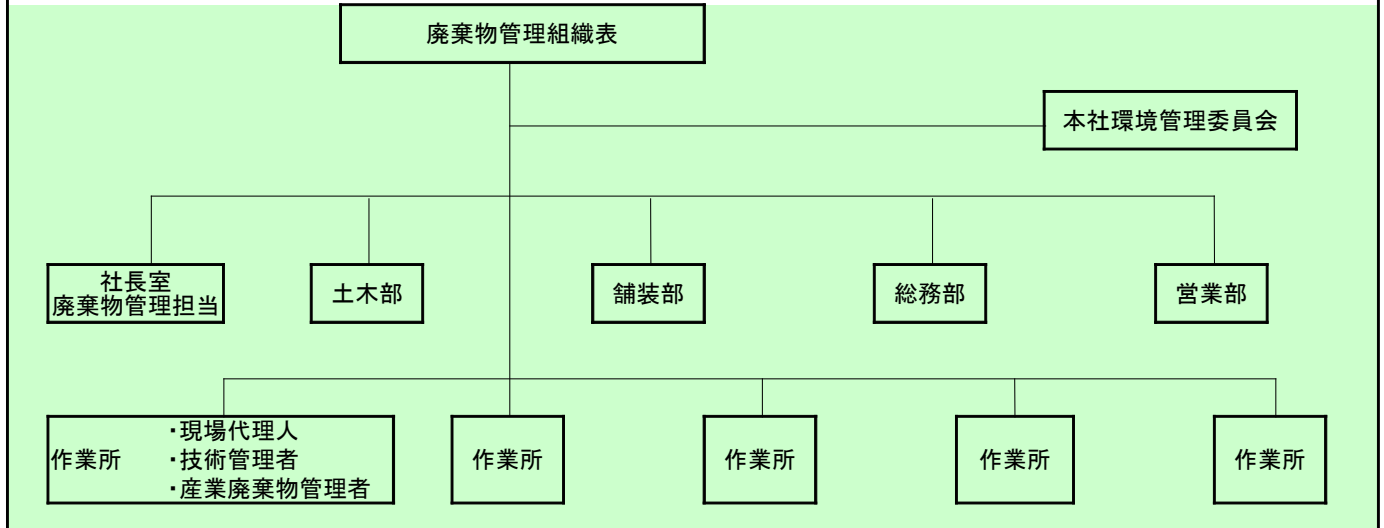 廃棄物管理組織表
本社環境管理委員会
社長室
廃棄物管理担当
土木部
舗装部
総務部
営業部
作業所
・現場代理人
・技術管理者
・産業廃棄物管理者
作業所
作業所
作業所
作業所